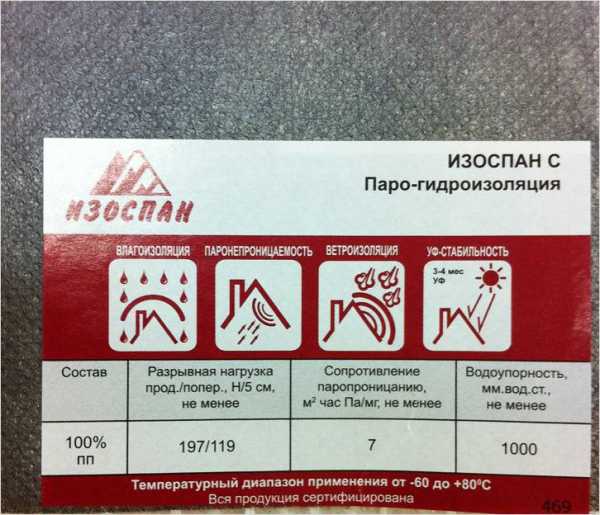 ИЗОСПАН С
Паро-гидроизоляция
ИЗОСПАН
ВЛАГОИЗОЛЯЦИЯ ПАРОНЕПРОНИЦАЕМОСТЬ ВЕТРОИЗОЛЯЦИЯ УФ-СТАБИЛЬНОСТЬ
3-4 мес
УФ
Состав
Разрывная нагрузка
прод./попер., Н/5 см,
не менее
Сопротивление
паропроницанию,
м² час Па/мг, не менее
Водоупорность,
мм.вод.ст.,
не менее
100%
пп
197/119
7
1000
Температурный диапазон применения от -60 до +80⁰С
Вся продукция сертифицирована
469